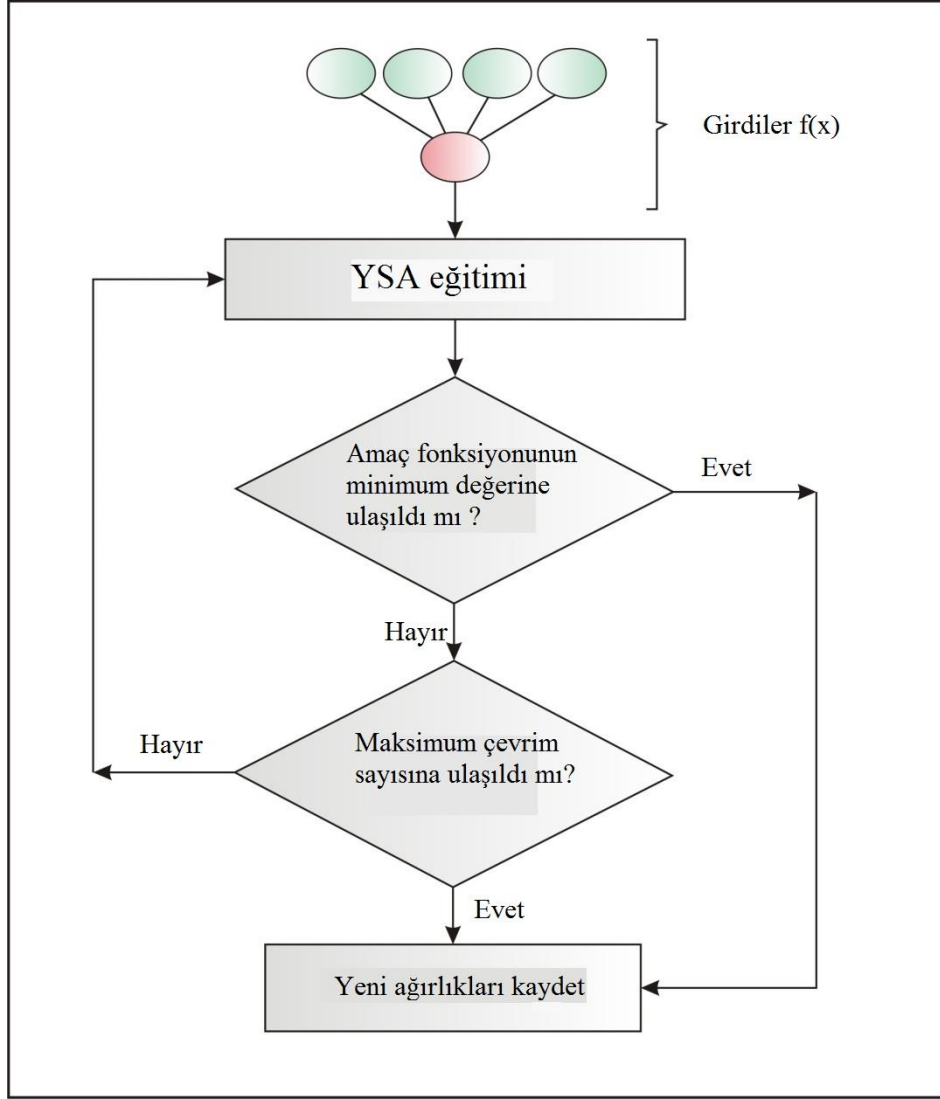 Girdiler f(x)
YSA eğitimi
Amaç fonksiyonunun
minimum değerine
ulaşıldı mı ?
Evet
Hayır
Maksimum çevrim
sayısına ulaşıldı mı?
Hayır
Evet
Yeni ağırlıkları kaydet